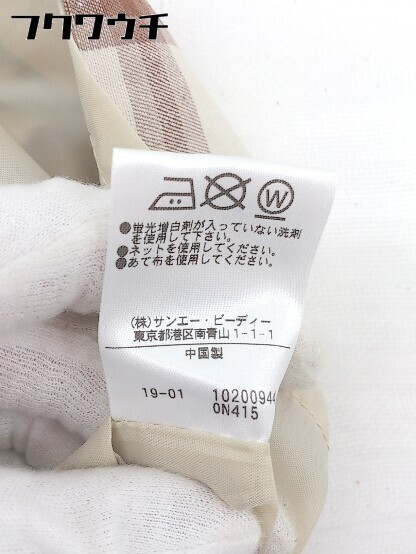 フクワウチ
W
●蛍光増白剤が入っていない洗剤
を使用して下さい。
●ネットを使用してください。
●あて布を使用してください。
(株)サンエー・ビーディー
東京都港区南青山1-1-1
中国製
19-01 10200944
0N415